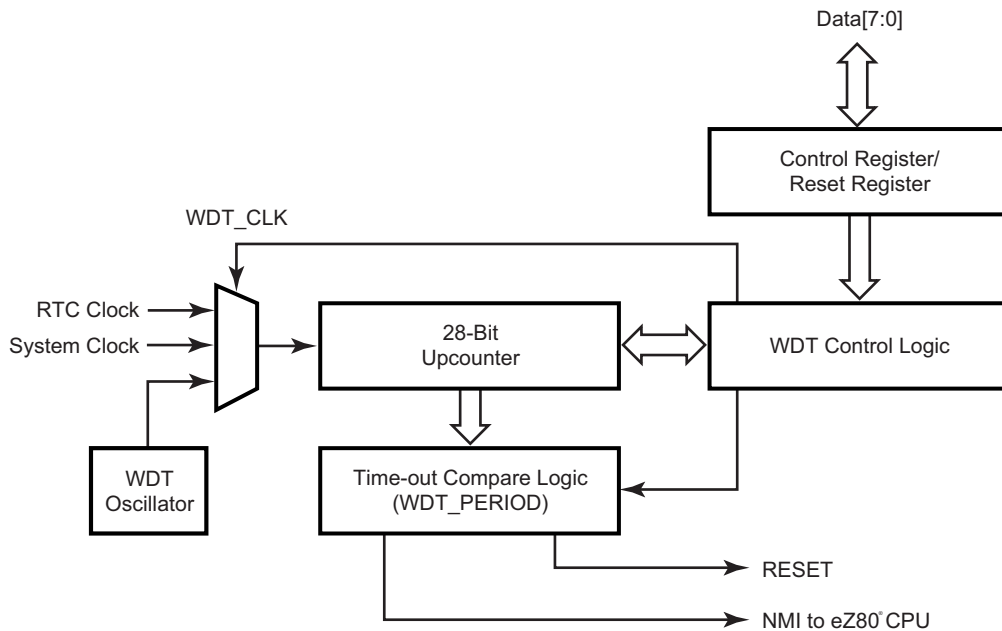 Data[7:0]
Control Register/
Reset Register
WDT_CLK
RTC Clock
System Clock
28-Bit
Upcounter
WDT Control Logic
WDT
Oscillator
Time-out Compare Logic
(WDT_PERIOD)
RESET
NMI to eZ80® CPU